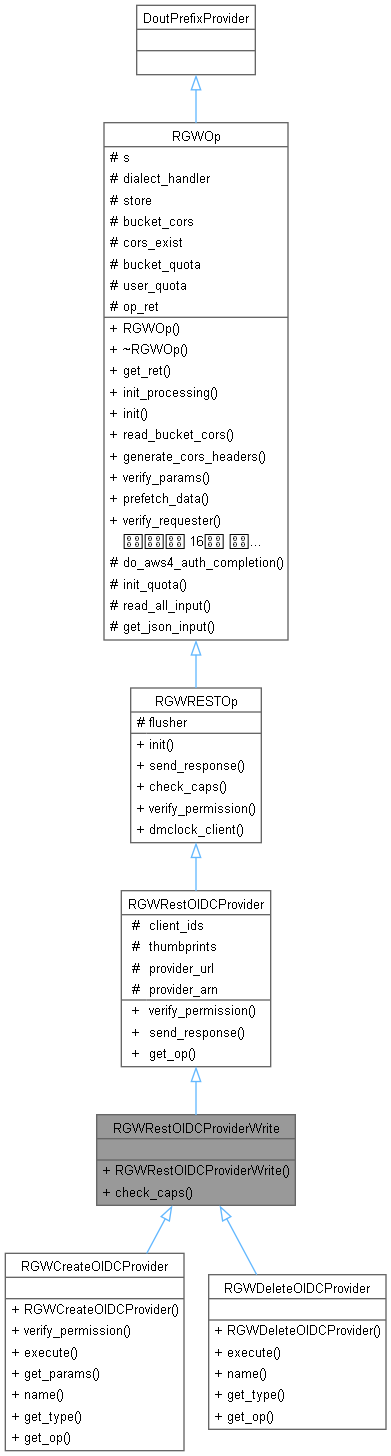 DoutPrefixProvider
RGWOp
# s
# dialect_handler
# store
# bucket_cors
# cors_exist
# bucket_quota
# user_quota
# op_ret
+ RGWOp()
+ ~RGWOp()
+ get_ret()
+ init_processing()
+ init()
+ read_bucket_cors()
+ generate_cors_headers()
+ verify_params()
+ prefetch_data()
+ verify_requester()
16 ...
# do_aws4_auth_completion()
# init_quota()
# read_all_input()
# get_json_input()
RGWRESTOp
# flusher
+ init()
+ send_response()
+ check_caps()
+ verify_permission()
+ dmclock_client()
RGWRestOIDCProvider
# client_ids
# thumbprints
# provider_url
# provider_arn
+ verify_permission()
+ send_response()
+ get_op()
RGWRestOIDCProviderWrite
+ RGWRestOIDCProviderWrite()
+ check_caps()
RGWCreateOIDCProvider
+ RGWCreateOIDCProvider()
+ verify_permission()
+ execute()
+ get_params()
+ name()
+ get_type()
+ get_op()
RGWDeleteOIDCProvider
+ RGWDeleteOIDCProvider()
+ execute()
+ name()
+ get_type()
+ get_op()